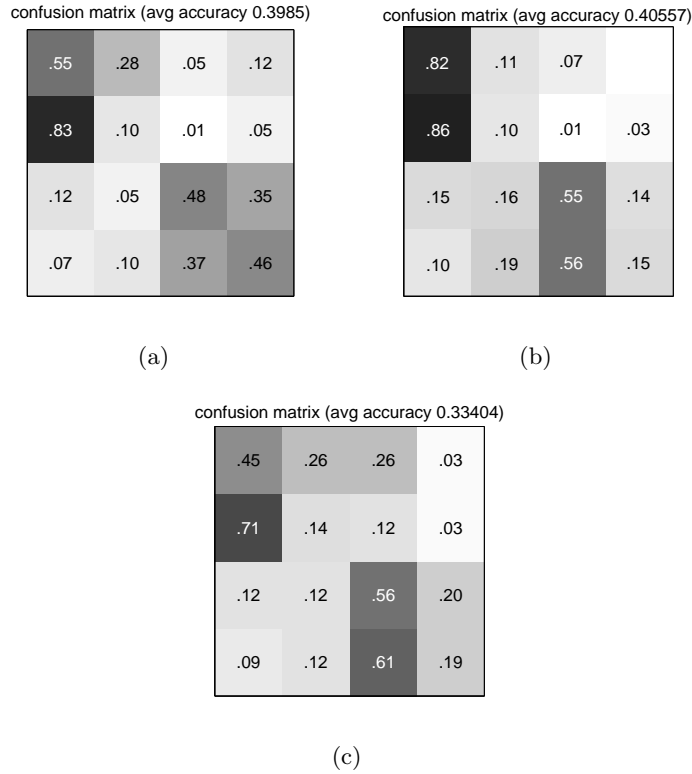 confusion matrix (avg accuracy 0.3985)
.55 .28 .05 .12
.83 .10 .01 .05
.12 .05 .48 .35
.07 .10 .37 .46
(a)
confusion matrix (avg accuracy 0.40557)
.82 .11 .07
.86 .10 .01 .03
.15 .16 .55 .14
.10 .19 .56 .15
(b)
confusion matrix (avg accuracy 0.33404)
.45 .26 .26 .03
.71 .14 .12 .03
.12 .12 .56 .20
.09 .12 .61 .19
(c)